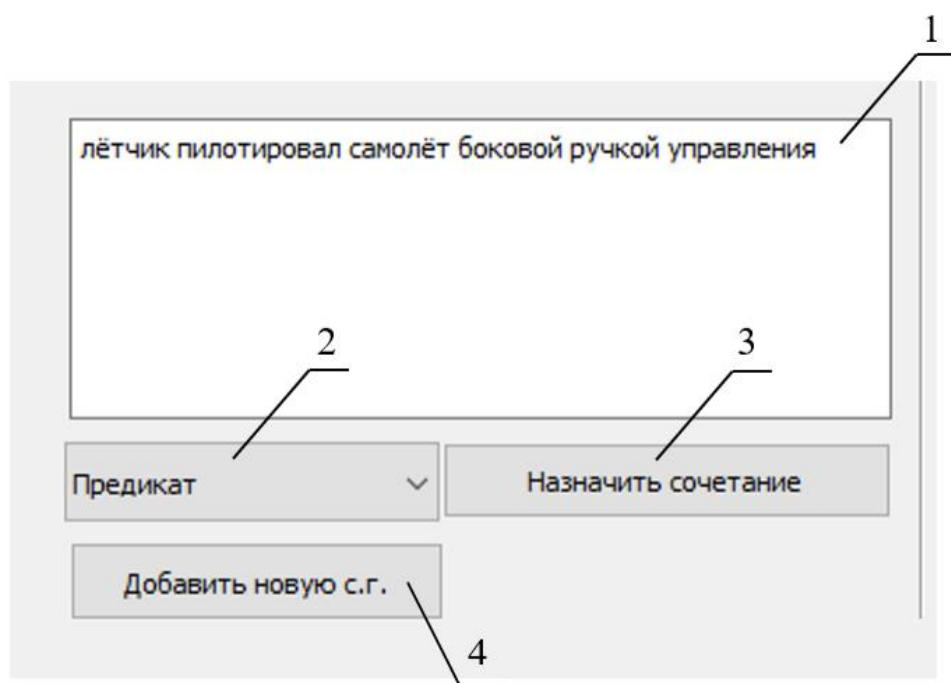 1
лётчик пилотировал самолёт боковой ручкой управления
2
3
Предикат
Назначить сочетание
Добавить новую с.г.
4